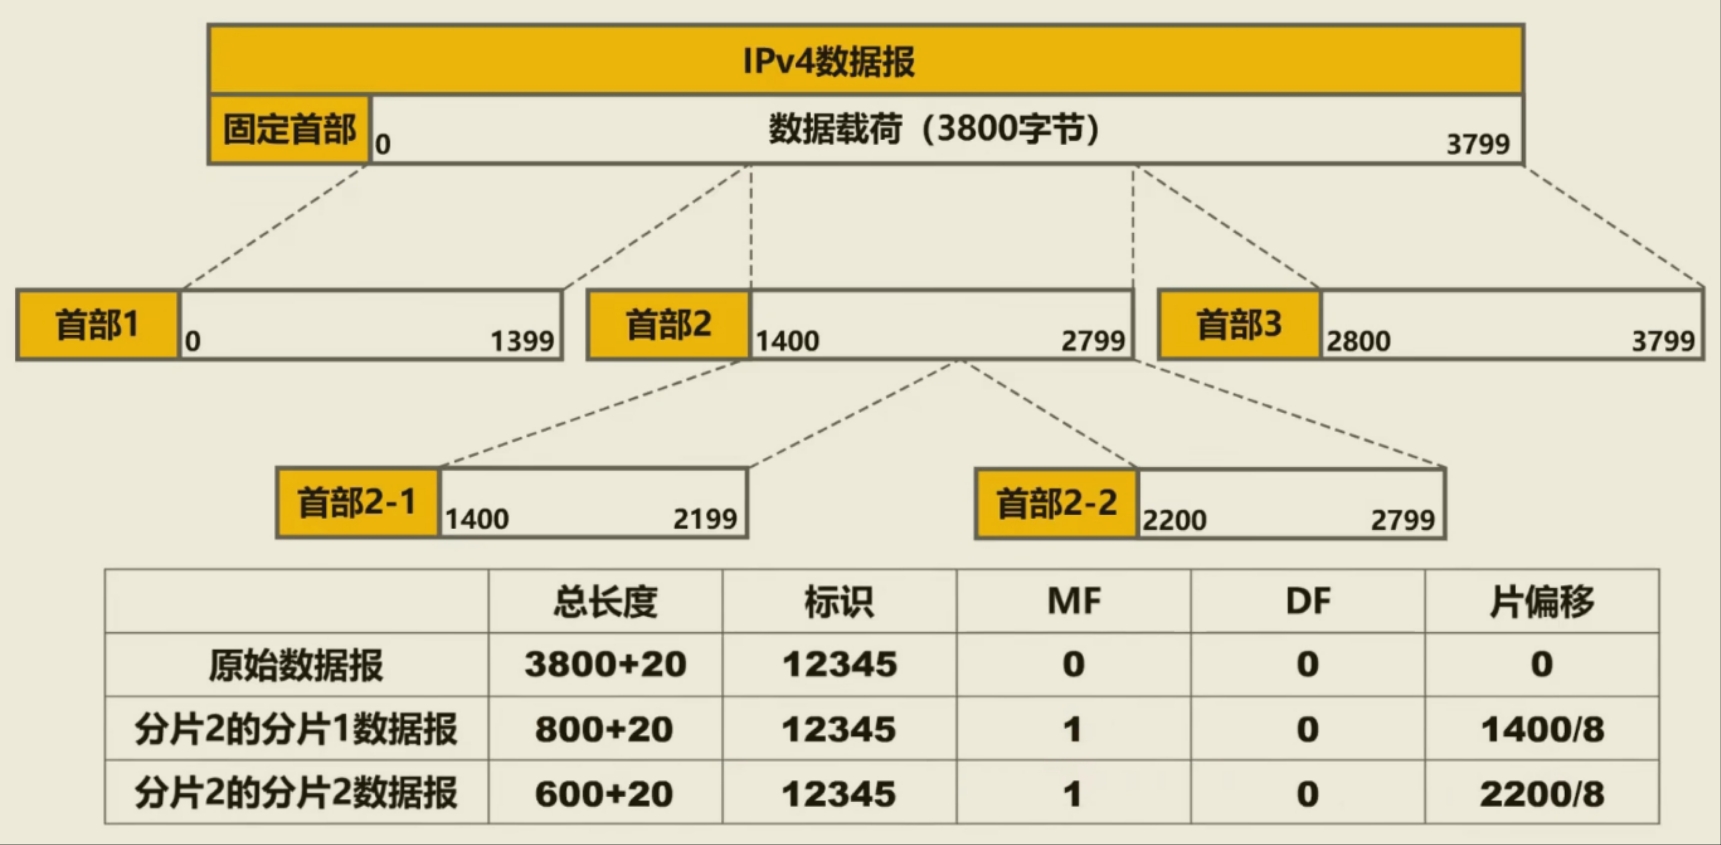 IPv4数据报
固定首部 0 数据载荷（3800字节） 3799
首部1 0 1399 首部2 1400 2799 首部3 2800 3799
首部2-1 1400 2199 首部2-2 2200 2799
总长度 标识 MF DF 片偏移
原始数据报 3800+20 12345 0 0 0
分片2的分片1数据报 800+20 12345 1 0 1400/8
分片2的分片2数据报 600+20 12345 1 0 2200/8